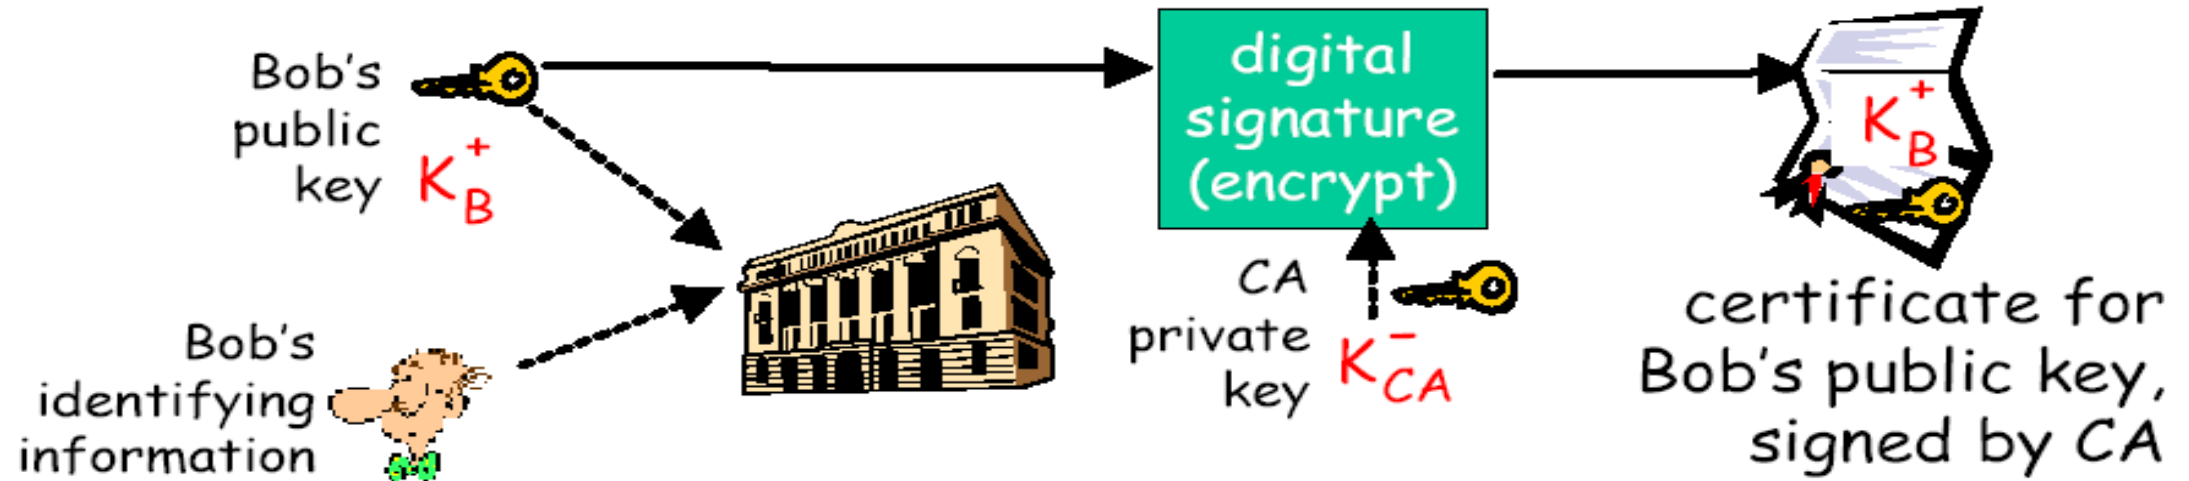 Bob's
public
key
K+B
Bob's
identifying
information
digital
signature
(encrypt)
CA
private
key
K-CA
K+B
certificate for
Bob's public key,
signed by CA